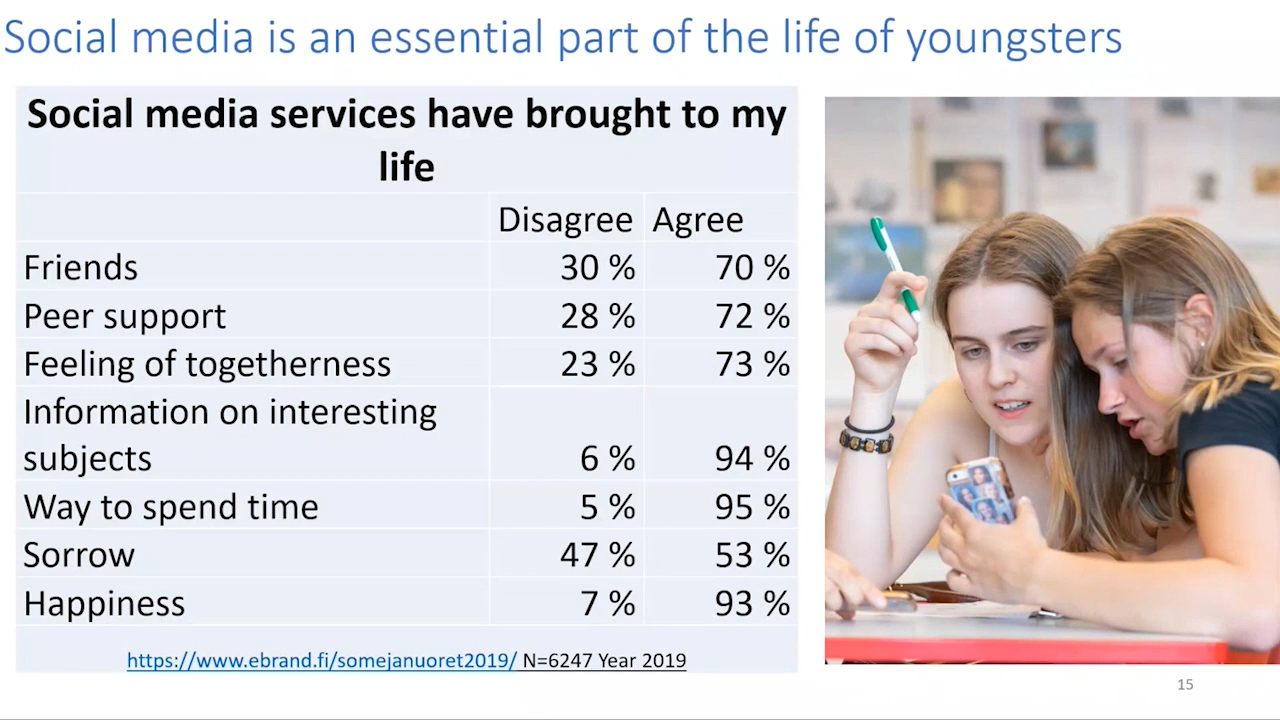 Social media is an essential part of the life of youngsters
Social media services have brought to my
life
Disagree Agree
Friends 30 % 70 %
Peer support 28 % 72 %
Feeling of togetherness 23 % 73 %
Information on interesting
subjects 6 % 94 %
Way to spend time 5 % 95 %
Sorrow 47 % 53 %
Happiness 7 % 93 %
https://www.ebrand.fi/somejanuoret2019/ N=6247 Year 2019
15